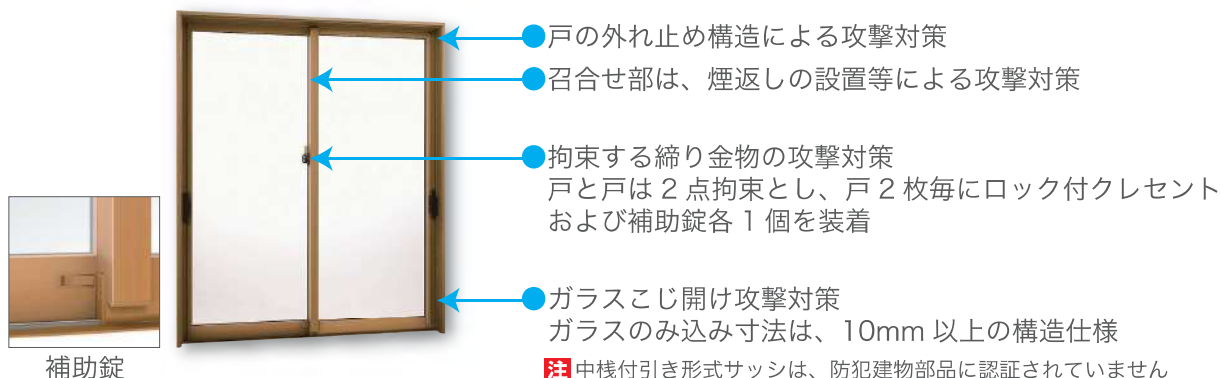 ●戸の外れ止め構造による攻撃対策
●召合せ部は、煙返しの設置等による攻撃対策
●拘束する締り金物の攻撃対策
戸と戸は 2 点拘束とし、戸 2 枚毎にロック付クレセント
および補助錠各 1 個を装着
●ガラスこじ開け攻撃対策
ガラスのみ込み寸法は、10mm 以上の構造仕様
注 中桟付引き形式サッシは、防犯建物部品に認証されていません
補助錠